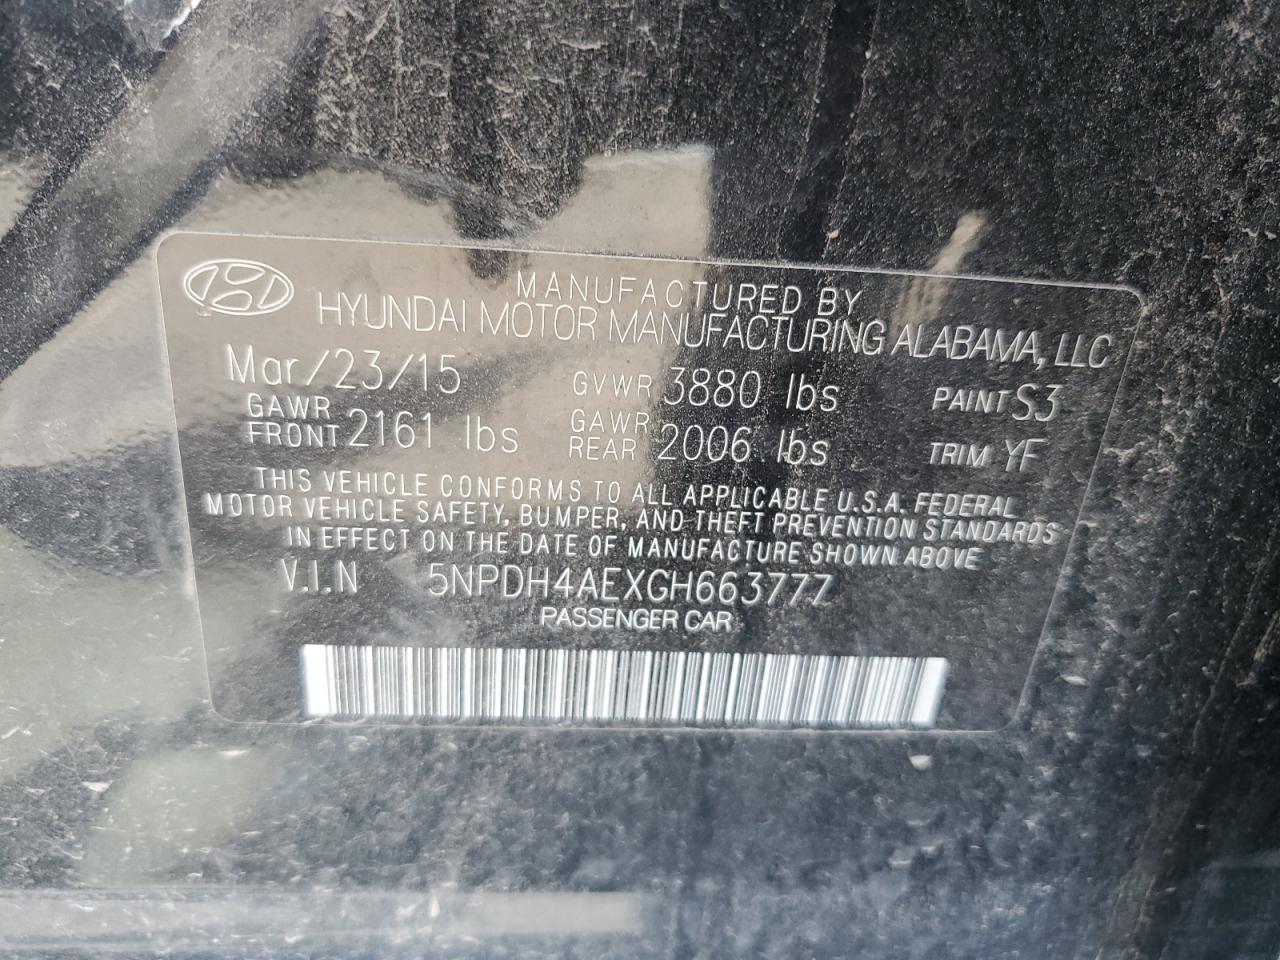 MANUFACTURED BY
HYUNDAI MOTOR MANUFACTURING ALABAMA, LLC
Mar/23/15 GVWR 3880 lbs PAINT S3
GAWR FRONT 2161 lbs GAWR REAR 2006 lbs TRIM YF
THIS VEHICLE CONFORMS TO ALL APPLICABLE U.S.A. FEDERAL
MOTOR VEHICLE SAFETY, BUMPER, AND THEFT PREVENTION STANDARDS
IN EFFECT ON THE DATE OF MANUFACTURE SHOWN ABOVE
V.I.N 5NPDH4AEXGH663777
PASSENGER CAR